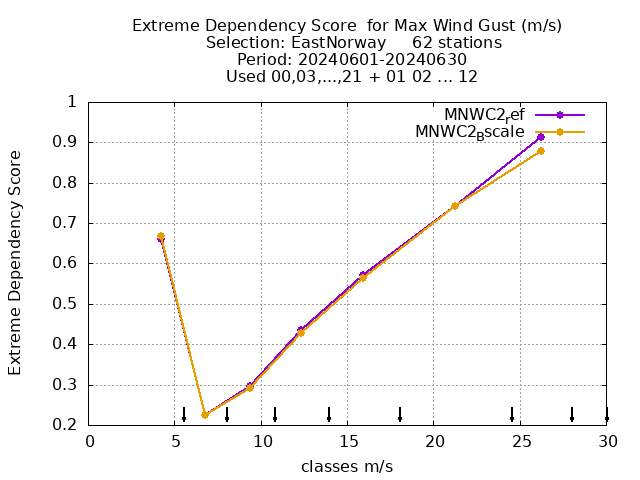 Extreme Dependency Score  for Max Wind Gust (m/s)
Selection: EastNorway     62 stations
Period: 20240601-20240630
Used 00,03,...,21 + 01 02 ... 12
MNWC2_ref
MNWC2_Bscale
Extreme Dependency Score
1
0.9
0.8
0.7
0.6
0.5
0.4
0.3
0.2
0 5 10 15 20 25 30
classes m/s